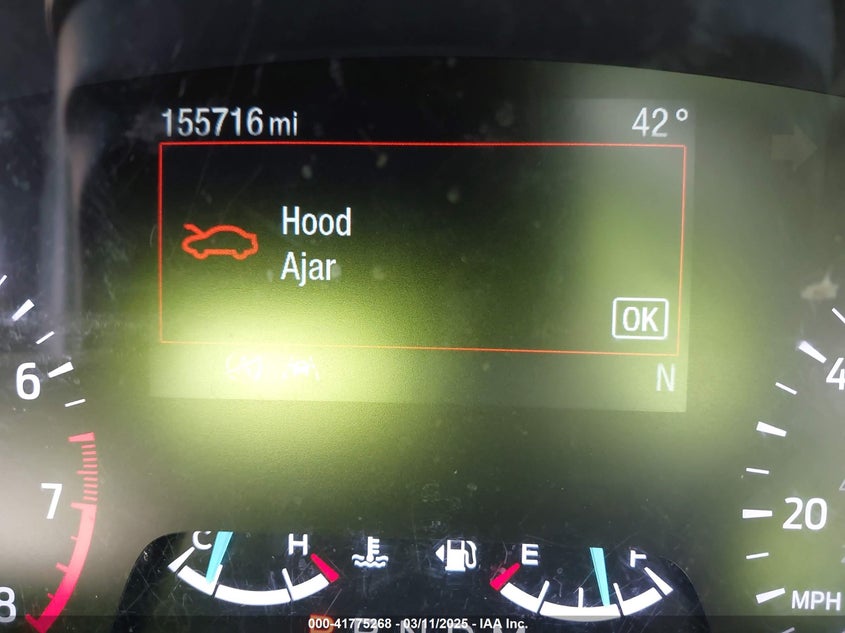 155716 mi 42°
Hood
Ajar
OK
N
6
7
8
4
20
MPH
C H E F
000-41775268 - 03/11/2025 - IAA Inc.